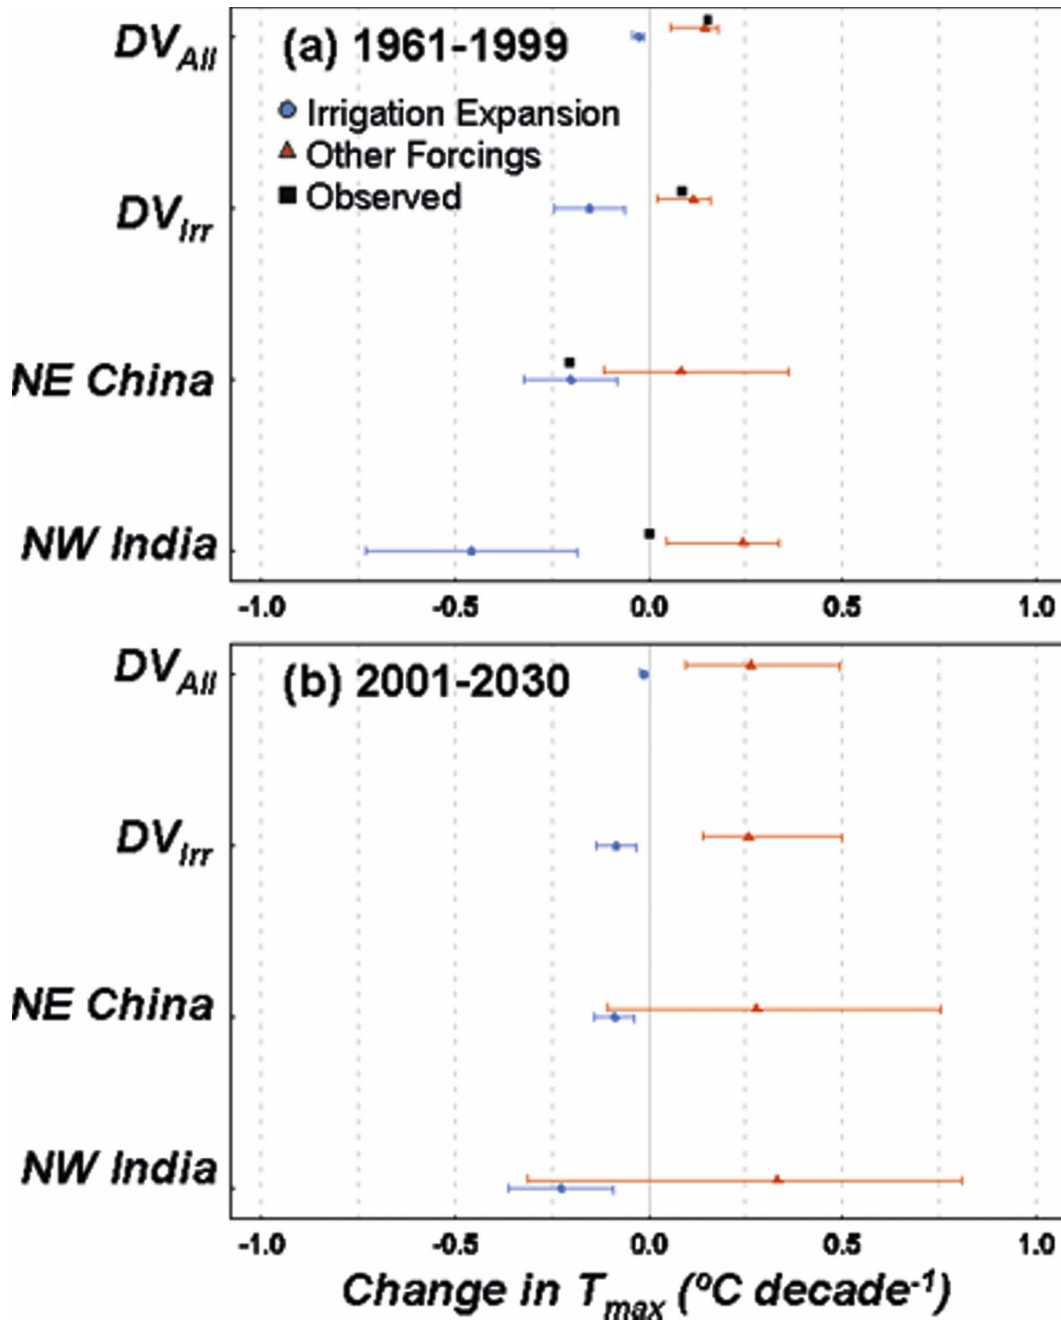 DV_All
(a) 1961-1999
Irrigation Expansion
Other Forcings
Observed
DV_Irr
NE China
NW India
-1.0 -0.5 0.0 0.5 1.0
DV_All
(b) 2001-2030
DV_Irr
NE China
NW India
-1.0 -0.5 0.0 0.5 1.0
Change in T_max (ºC decade⁻¹)